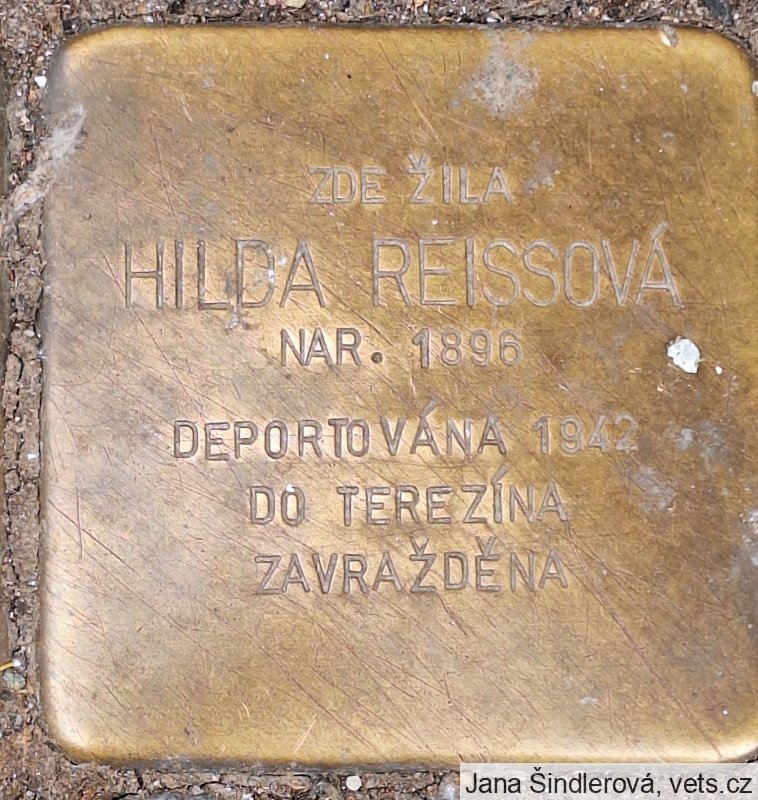 ZDE ŽILA
HILDA REISSOVÁ
NAR. 1896
DEPORTOVÁNA 1942
DO TEREZÍNA
ZAVRAŽDĚNA
Jana Šindlerová, vets.cz